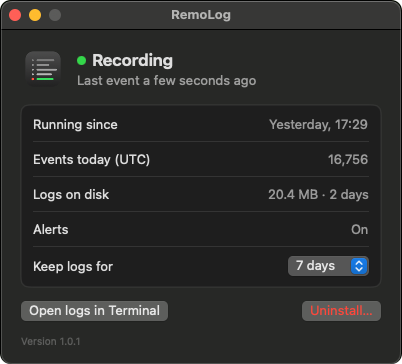 RemoLog
Recording
Last event a few seconds ago
Running since Yesterday, 17:29
Events today (UTC) 16,756
Logs on disk 20.4 MB · 2 days
Alerts On
Keep logs for 7 days
Open logs in Terminal Uninstall...
Version 1.0.1